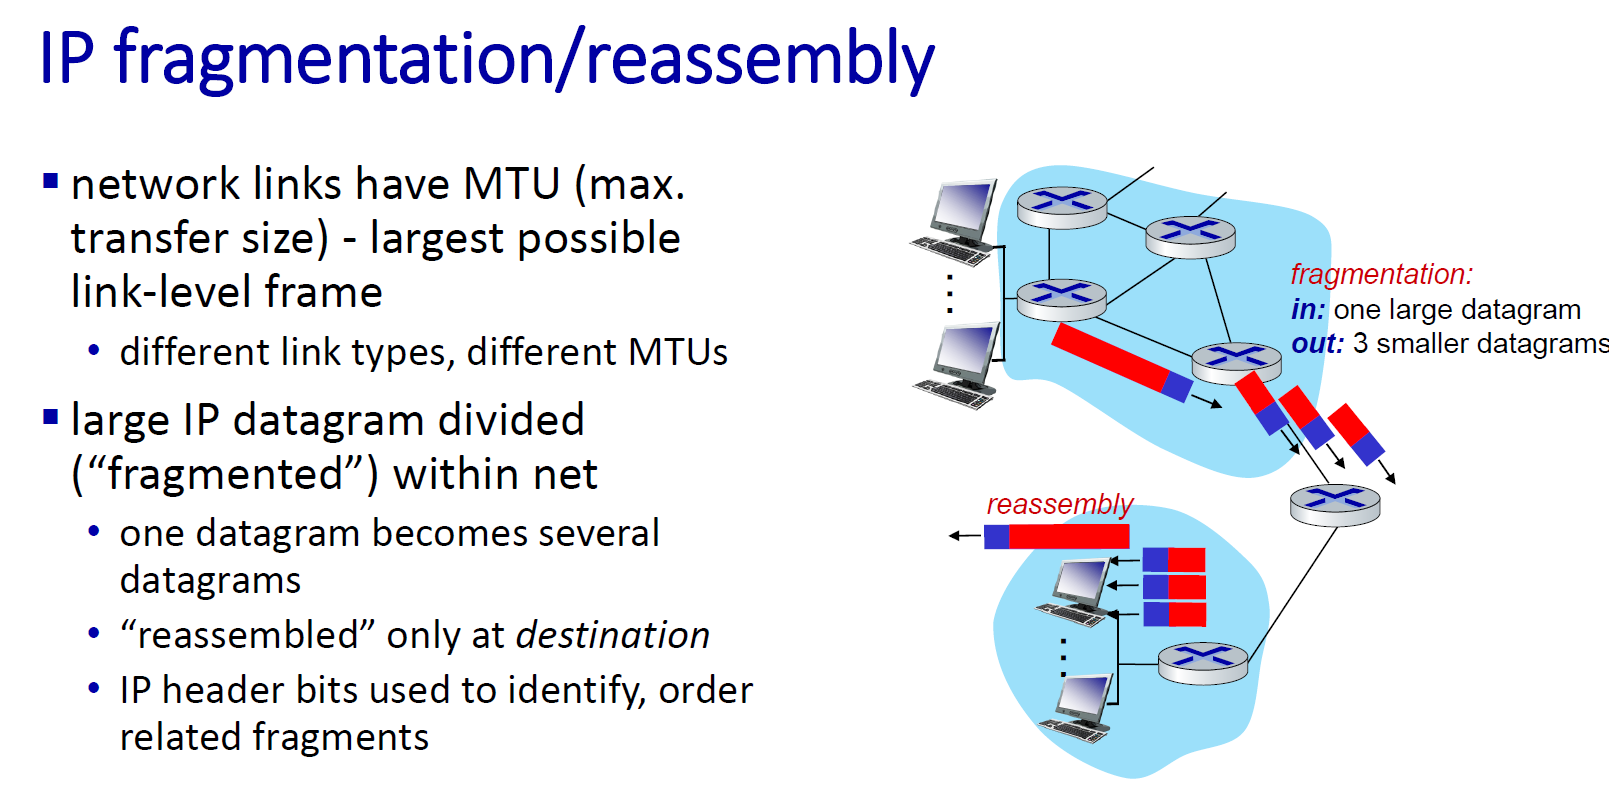 IP fragmentation/reassembly
▪ network links have MTU (max.
transfer size) - largest possible
link-level frame
• different link types, different MTUs
▪ large IP datagram divided
(“fragmented”) within net
• one datagram becomes several
datagrams
• “reassembled” only at destination
• IP header bits used to identify, order
related fragments
fragmentation:
in: one large datagram
out: 3 smaller datagrams
reassembly